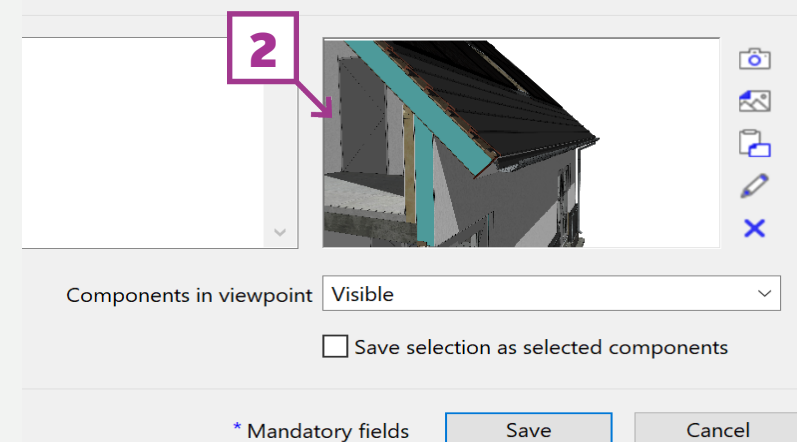 2
Components in viewpoint Visible
Save selection as selected components
* Mandatory fields Save Cancel